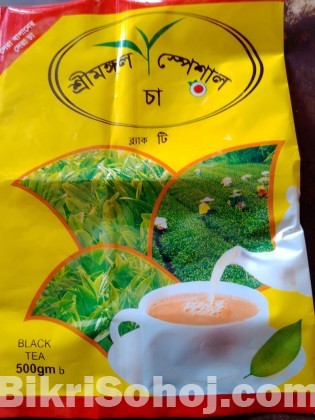 সেরা বাগানের
সেরা চা
শ্রীমঙ্গল স্পেশাল
চা
ব্ল্যাক টি
BLACK
TEA
500gm b
BikriSohoj.com